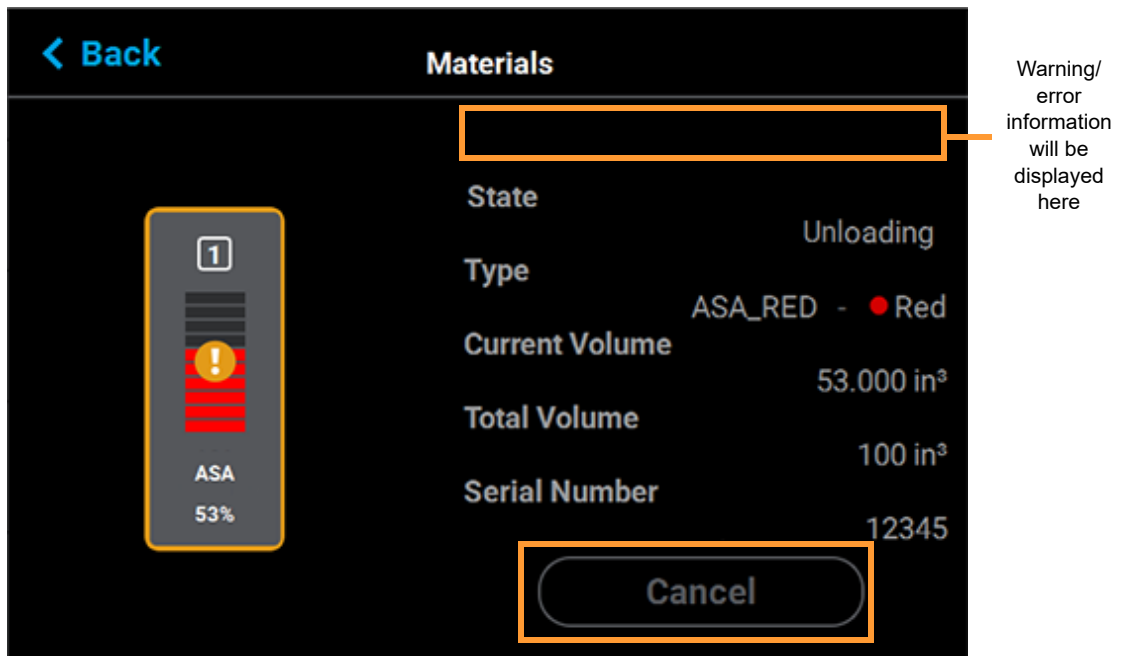 Back
Materials
Warning/
error
information
will be
displayed
here
State
Unloading
1
Type
ASA_RED - Red
Current Volume
!
53.000 in³
Total Volume
100 in³
ASA
Serial Number
53%
12345
Cancel